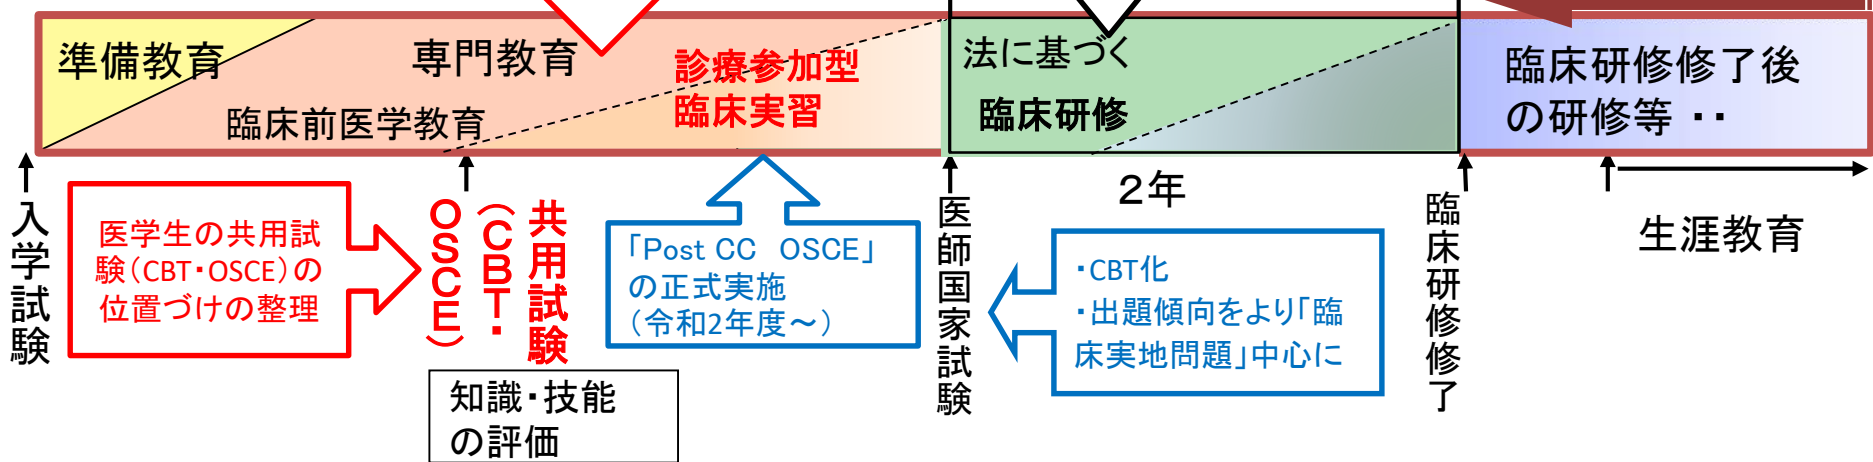 準備教育
専門教育
臨床前医学教育
診療参加型
臨床実習
法に基づく
臨床研修
臨床研修修了後
の研修等 ・・
入学試験
医学生の共用試
験(CBT・OSCE)の
位置づけの整理
共用試験
(CBT・
OSCE)
知識・技能
の評価
「Post CC　OSCE」
の正式実施
(令和2年度～)
医師国家試験
2年
・CBT化
・出題傾向をより「臨
床実地問題」中心に
臨床研修修了
生涯教育